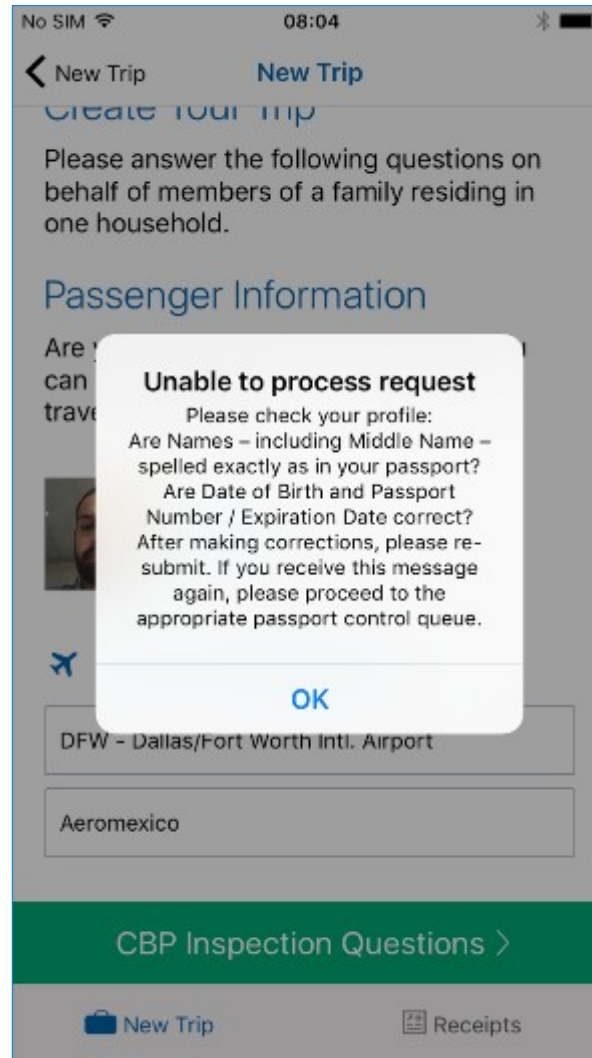 No SIM 08:04
New Trip New Trip
Create Your Trip
Please answer the following questions on
behalf of members of a family residing in
one household.
Passenger Information
Are
can
trave
Unable to process request
Please check your profile:
Are Names – including Middle Name –
spelled exactly as in your passport?
Are Date of Birth and Passport
Number / Expiration Date correct?
After making corrections, please re-
submit. If you receive this message
again, please proceed to the
appropriate passport control queue.
OK
DFW - Dallas/Fort Worth Intl. Airport
Aeromexico
CBP Inspection Questions >
New Trip Receipts